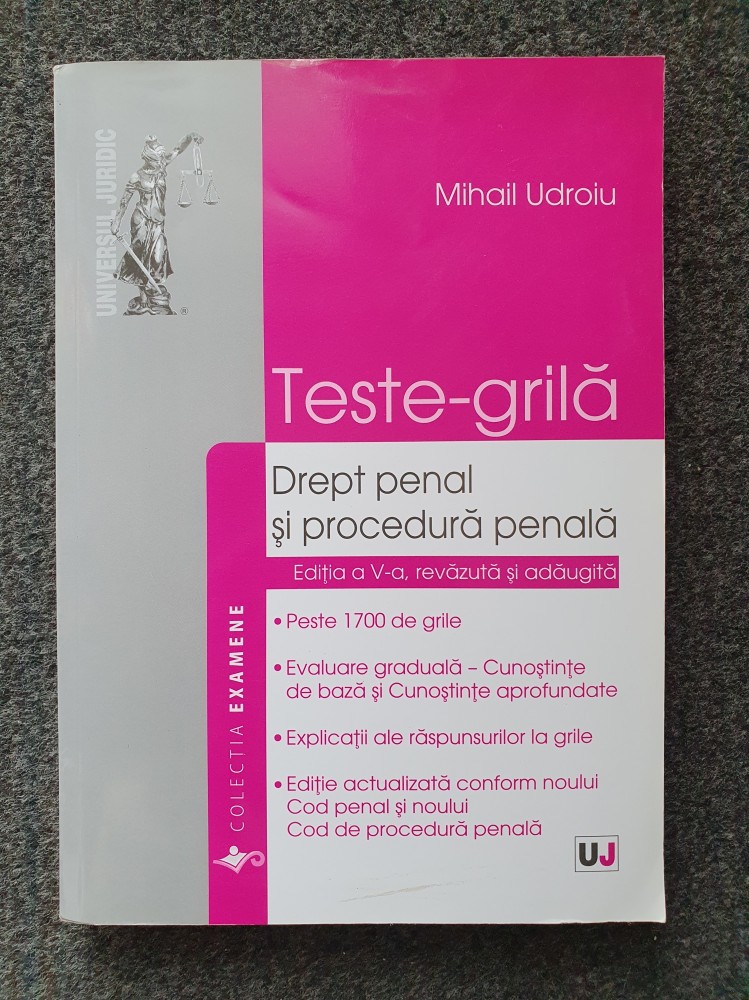 UNIVERSUL JURIDIC
®
Mihail Udroiu
Teste-grilă
Drept penal
şi procedură penală
Ediţia a V-a, revăzută şi adăugită
• Peste 1700 de grile
• Evaluare graduală – Cunoştinţe
de bază şi Cunoştinţe aprofundate
• Explicaţii ale răspunsurilor la grile
• Ediţie actualizată conform noului
Cod penal şi noului
Cod de procedură penală
COLECŢIA EXAMENE
UJ